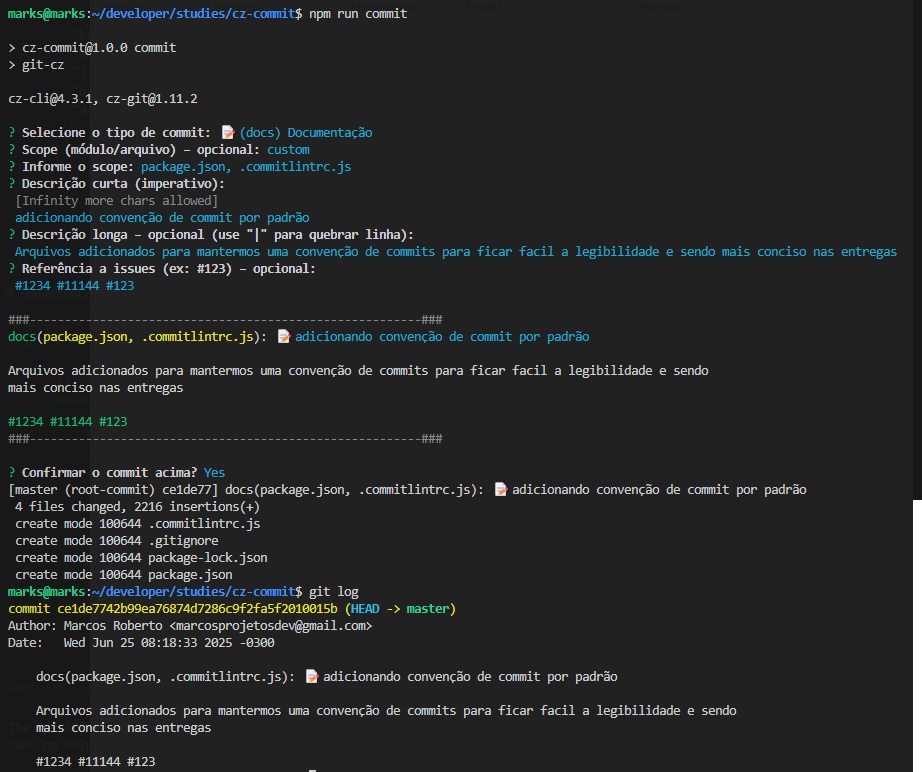 marks@marks:~/developer/studies/cz-commit$ npm run commit
> cz-commit@1.0.0 commit
> git-cz
cz-cli@4.3.1, cz-git@1.11.2
? Selecione o tipo de commit: 📝 (docs) Documentação
? Scope (módulo/arquivo) – opcional: custom
? Informe o scope: package.json, .commitlintrc.js
? Descrição curta (imperativo):
[Infinity more chars allowed]
adicionando convenção de commit por padrão
? Descrição longa – opcional (use "|" para quebrar linha):
Arquivos adicionados para mantermos uma convenção de commits para ficar facil a legibilidade e sendo mais conciso nas entregas
? Referência a issues (ex: #123) – opcional:
#1234 #11144 #123
###--------------------------------------------------------###
docs(package.json, .commitlintrc.js): 📝 adicionando convenção de commit por padrão
Arquivos adicionados para mantermos uma convenção de commits para ficar facil a legibilidade e sendo
mais conciso nas entregas
#1234 #11144 #123
###--------------------------------------------------------###
? Confirmar o commit acima? Yes
[master (root-commit) ce1de77] docs(package.json, .commitlintrc.js): 📝 adicionando convenção de commit por padrão
4 files changed, 2216 insertions(+)
create mode 100644 .commitlintrc.js
create mode 100644 .gitignore
create mode 100644 package-lock.json
create mode 100644 package.json
marks@marks:~/developer/studies/cz-commit$ git log
commit ce1de7742b99ea76874d7286c9f2fa5f2010015b (HEAD -> master)
Author: Marcos Roberto <marcosprojetosdev@gmail.com>
Date:   Wed Jun 25 08:18:33 2025 -0300
docs(package.json, .commitlintrc.js): 📝 adicionando convenção de commit por padrão
Arquivos adicionados para mantermos uma convenção de commits para ficar facil a legibilidade e sendo
mais conciso nas entregas
#1234 #11144 #123